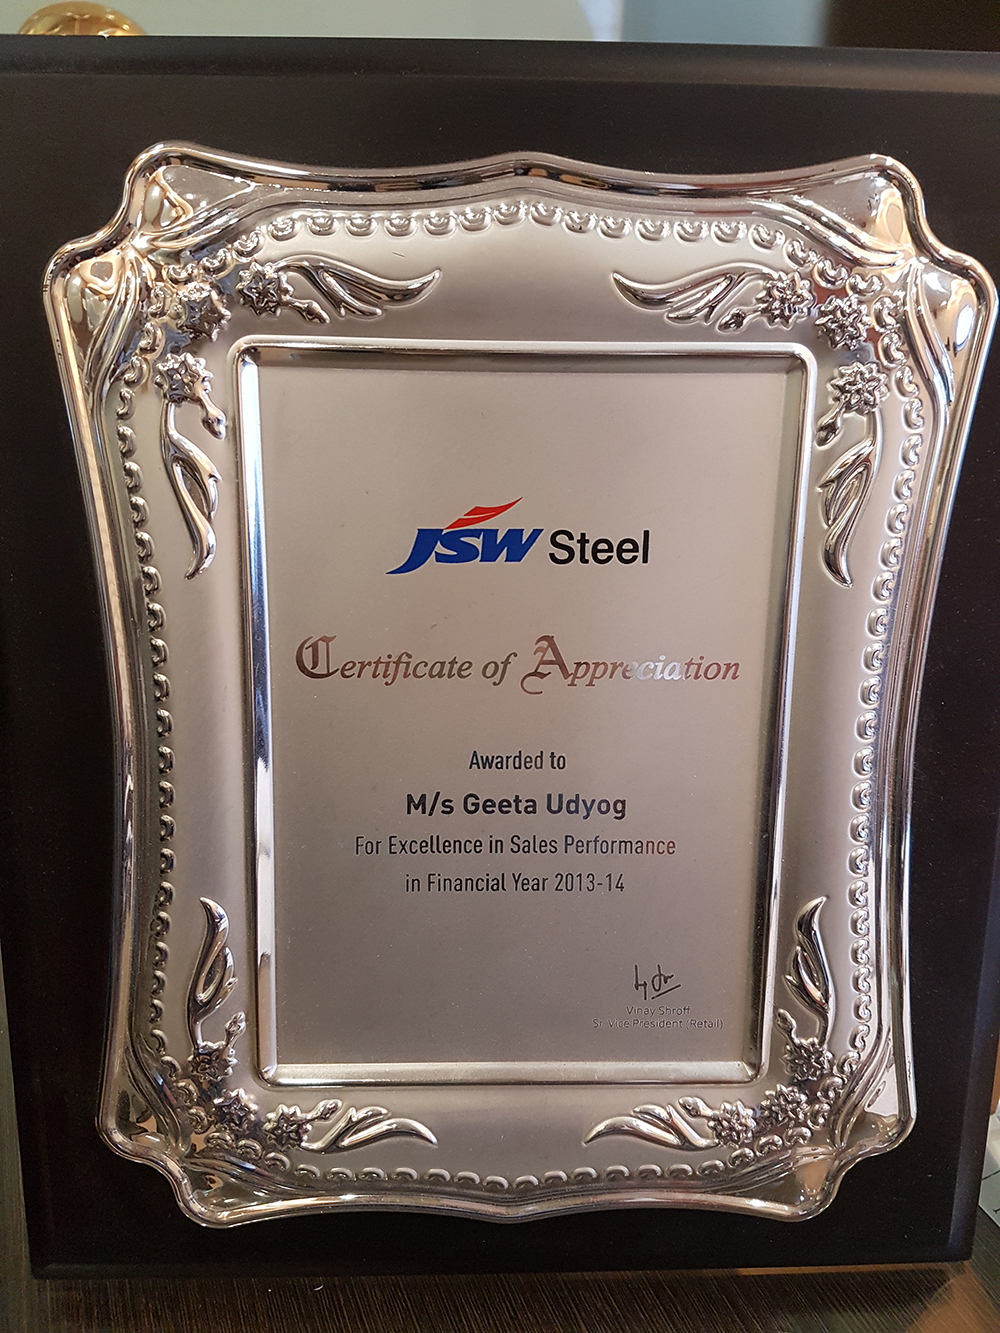 JSW Steel
Certificate of Appreciation
Awarded to
M/s Geeta Udyog
For Excellence in Sales Performance
in Financial Year 2013-14
Vinay Shroff
Sr. Vice President (Retail)